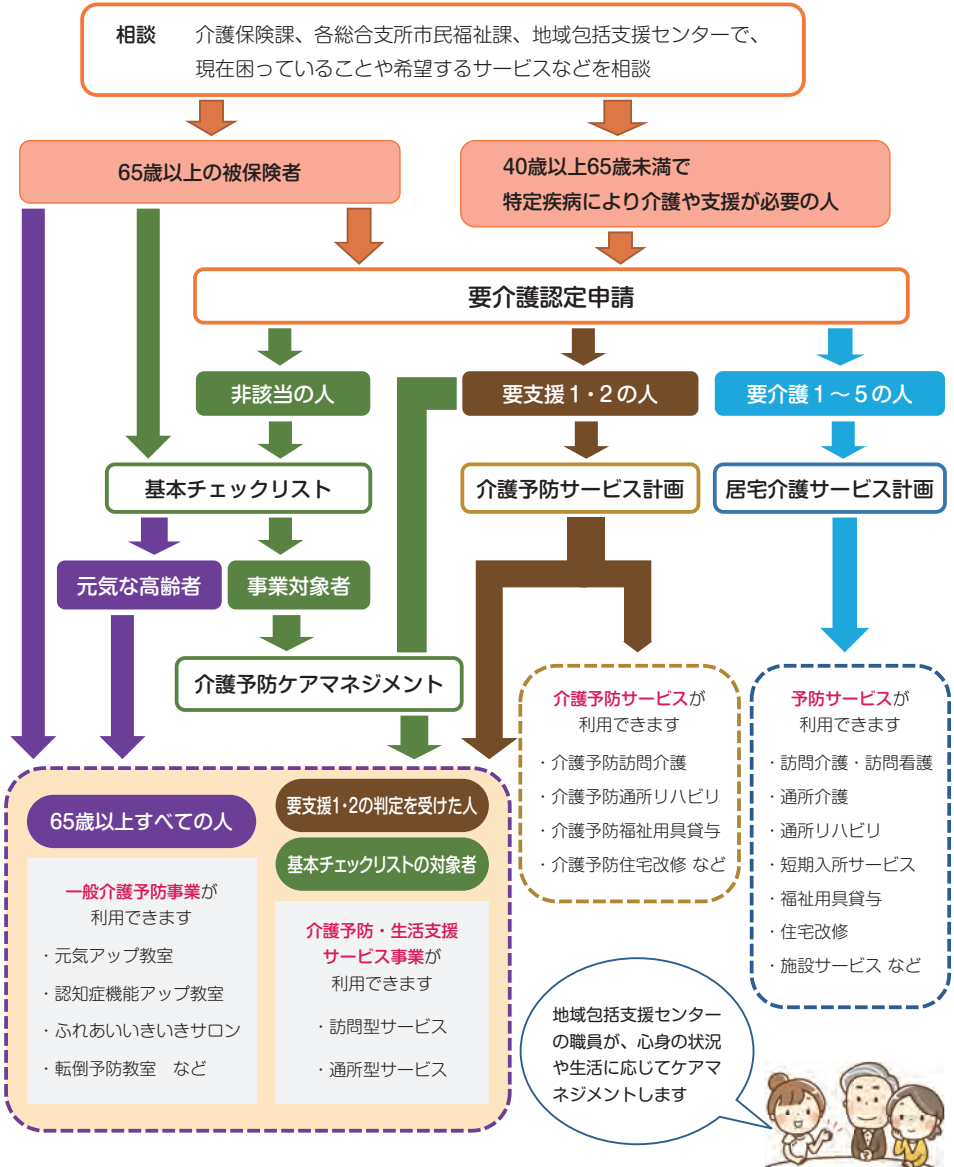 相談　介護保険課、各総合支所市民福祉課、地域包括支援センターで、
現在困っていることや希望するサービスなどを相談
65歳以上の被保険者
40歳以上65歳未満で
特定疾病により介護や支援が必要の人
要介護認定申請
非該当の人
要支援1・2の人
要介護1～5の人
基本チェックリスト
介護予防サービス計画
居宅介護サービス計画
元気な高齢者
事業対象者
介護予防ケアマネジメント
介護予防サービスが
利用できます
・介護予防訪問介護
・介護予防通所リハビリ
・介護予防福祉用具貸与
・介護予防住宅改修 など
予防サービスが
利用できます
・訪問介護・訪問看護
・通所介護
・通所リハビリ
・短期入所サービス
・福祉用具貸与
・住宅改修
・施設サービス など
65歳以上すべての人
一般介護予防事業が
利用できます
・元気アップ教室
・認知症機能アップ教室
・ふれあいいきいきサロン
・転倒予防教室　など
要支援1・2の判定を受けた人
基本チェックリストの対象者
介護予防・生活支援
サービス事業が
利用できます
・訪問型サービス
・通所型サービス
地域包括支援センター
の職員が、心身の状況
や生活に応じてケアマ
ネジメントします